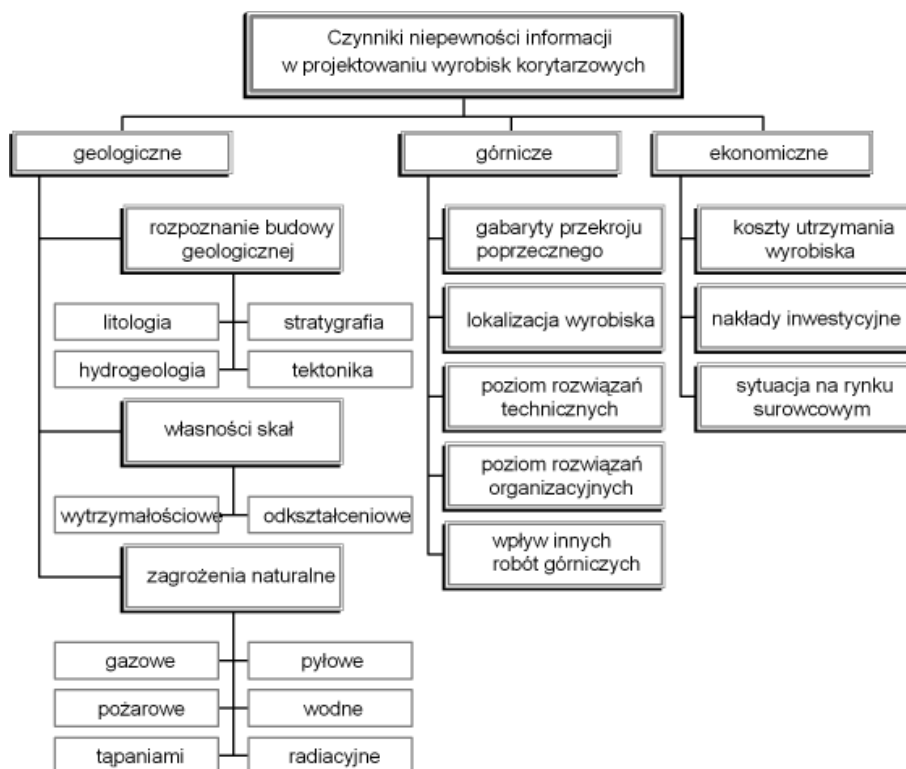 Czynniki niepewności informacji
w projektowaniu wyrobisk korytarzowych
geologiczne
górnicze
ekonomiczne
rozpoznanie budowy
geologicznej
litologia
stratygrafia
hydrogeologia
tektonika
własności skał
wytrzymałościowe
odkształceniowe
zagrożenia naturalne
gazowe
pyłowe
pożarowe
wodne
tąpaniami
radiacyjne
gabaryty przekroju
poprzecznego
lokalizacja wyrobiska
poziom rozwiązań
technicznych
poziom rozwiązań
organizacyjnych
wpływ innych
robót górniczych
koszty utrzymania
wyrobiska
nakłady inwestycyjne
sytuacja na rynku
surowcowym